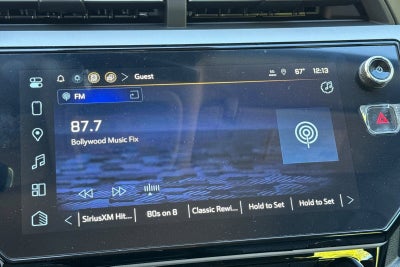 Guest
67° 12:13
FM
87.7
Bollywood Music Fix
SiriusXM Hit... 80s on 8 Classic Rewi... Hold to Set Hold to Set